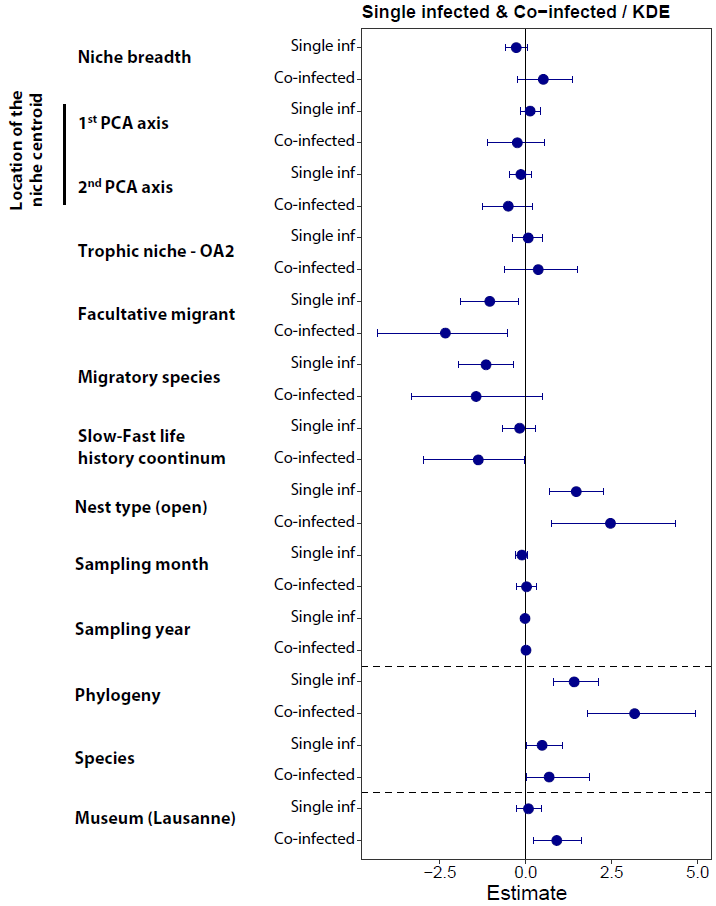 Single infected & Co−infected / KDE
Location of the
niche centroid
Niche breadth
Single inf
Co-infected
1st PCA axis
Single inf
Co-infected
2nd PCA axis
Single inf
Co-infected
Trophic niche - OA2
Single inf
Co-infected
Facultative migrant
Single inf
Co-infected
Migratory species
Single inf
Co-infected
Slow-Fast life
history coontinum
Single inf
Co-infected
Nest type (open)
Single inf
Co-infected
Sampling month
Single inf
Co-infected
Sampling year
Single inf
Co-infected
Phylogeny
Single inf
Co-infected
Species
Single inf
Co-infected
Museum (Lausanne)
Single inf
Co-infected
−2.5 0.0 2.5 5.0
Estimate